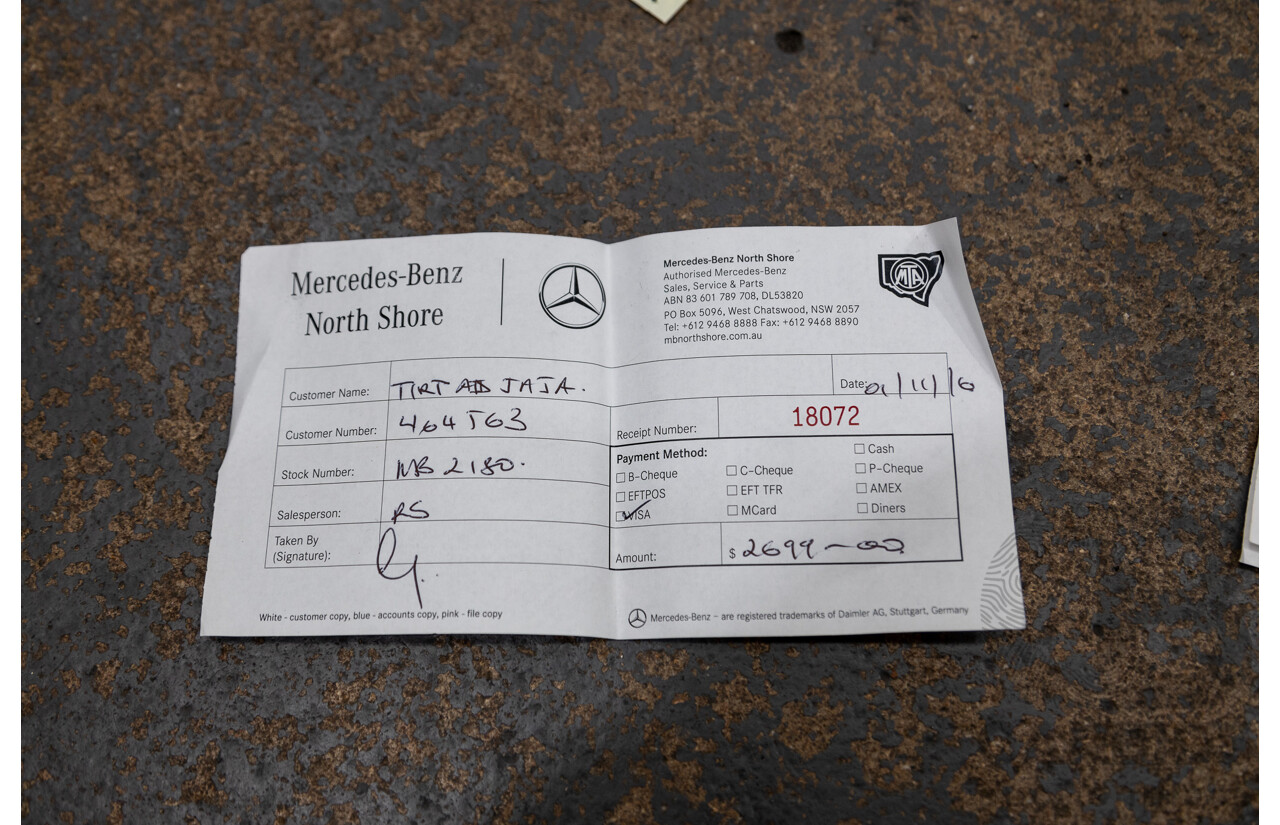 Mercedes-Benz
North Shore
Mercedes-Benz North Shore
Authorised Mercedes-Benz
Sales, Service & Parts
ABN 83 601 789 708, DL53820
PO Box 5096, West Chatswood, NSW 2057
Tel: +612 9468 8888 Fax: +612 9468 8890
mbnorthshore.com.au
MTA
Customer Name: JAJA.
Date: 01/11/16
Customer Number: 464563
Receipt Number: 18072
Stock Number: MB 2180.
Payment Method:
Cash
B-Cheque C-Cheque P-Cheque
EFTPOS EFT TFR AMEX
VISA MCard Diners
Salesperson: RS
Taken By
(Signature):
Amount: $ 2699-00
White - customer copy, blue - accounts copy, pink - file copy
Mercedes-Benz – are registered trademarks of Daimler AG, Stuttgart, Germany